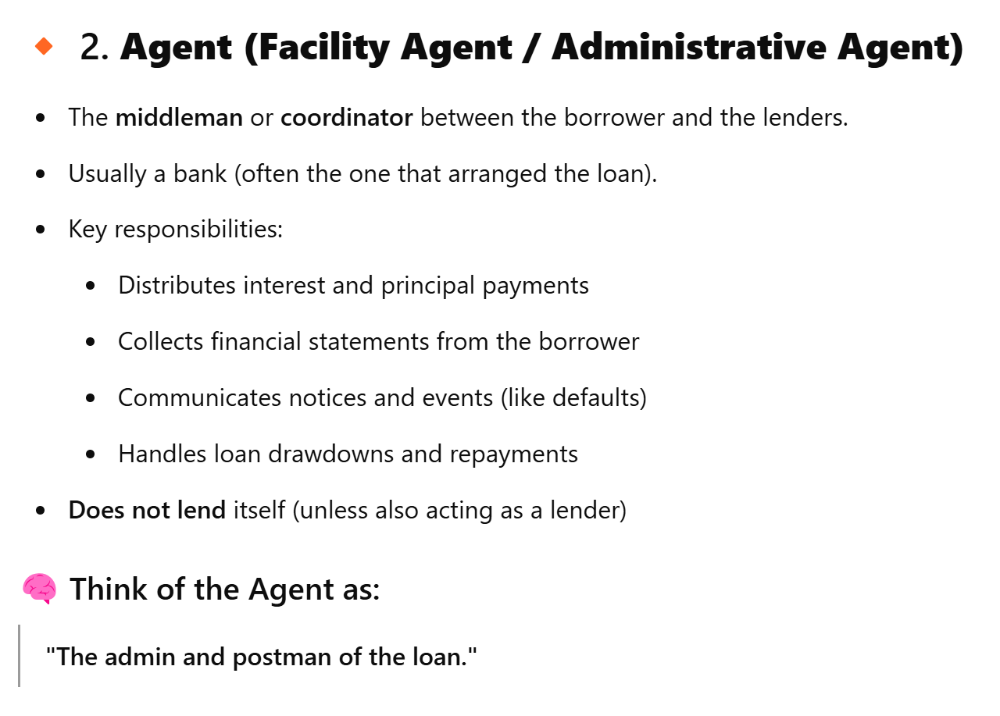 2. Agent (Facility Agent / Administrative Agent)
The middleman or coordinator between the borrower and the lenders.
Usually a bank (often the one that arranged the loan).
Key responsibilities:
Distributes interest and principal payments
Collects financial statements from the borrower
Communicates notices and events (like defaults)
Handles loan drawdowns and repayments
Does not lend itself (unless also acting as a lender)
Think of the Agent as:
"The admin and postman of the loan."